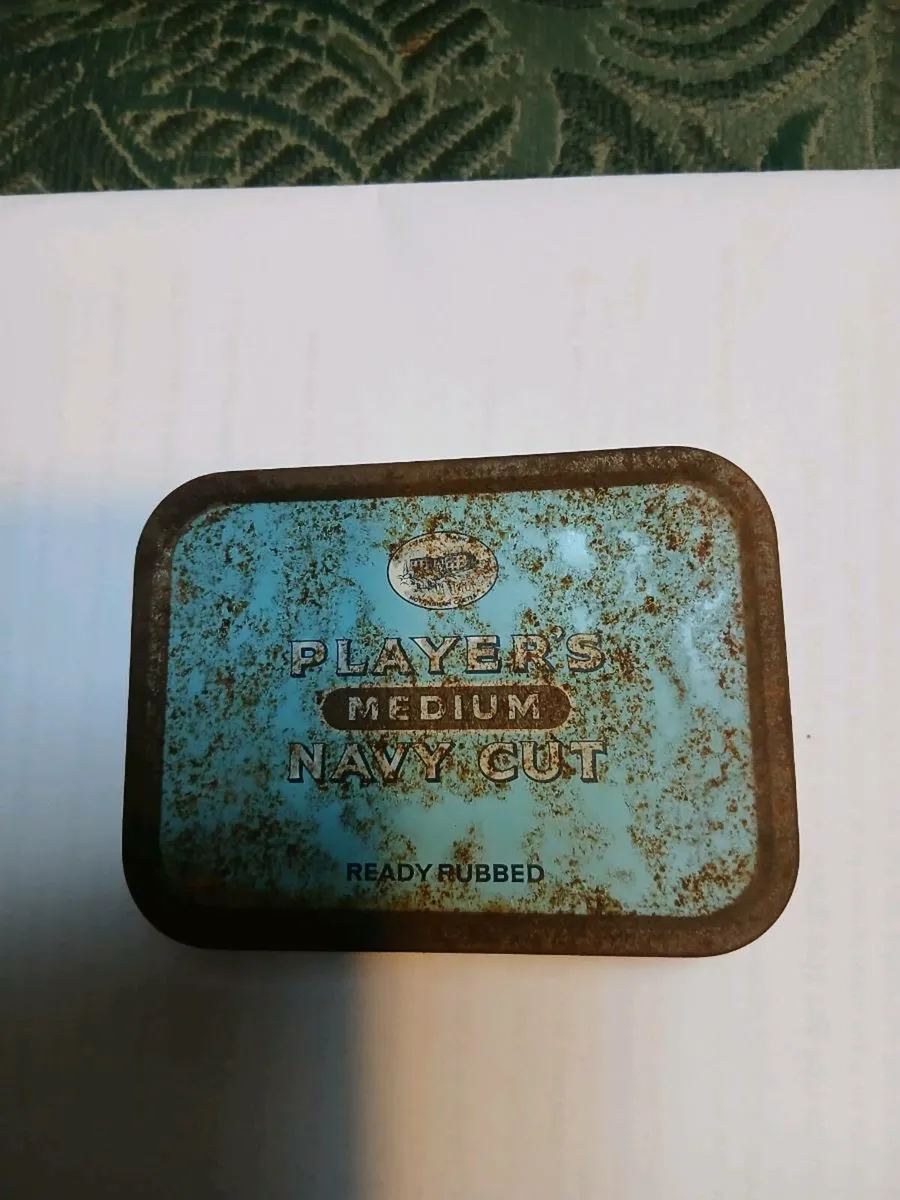 PLAYER'S
MEDIUM
NAVY CUT
READY RUBBED